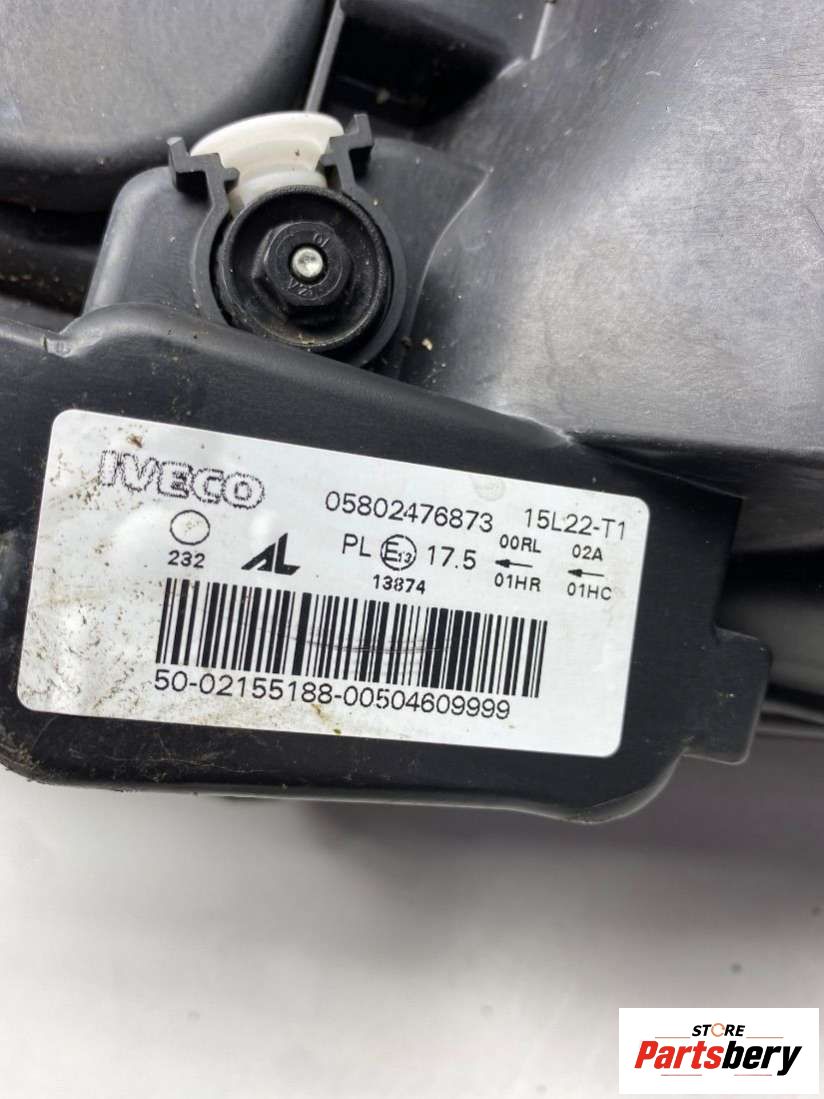 IVECO 05802476873 15L22-T1
232 AL PL E13 17.5 00RL 02A
13874 01HR 01HC
50-02155188-00504609999
STORE
Partsbery